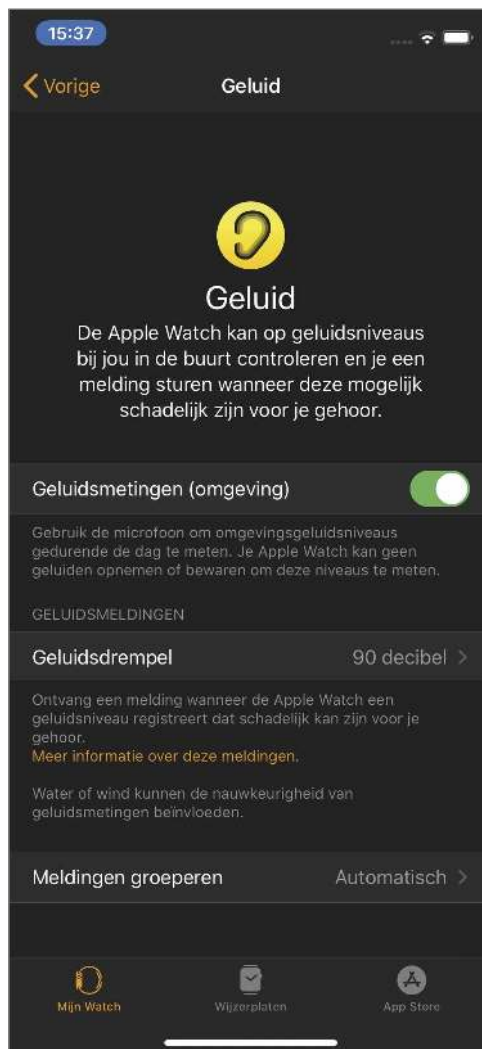 15:37
Vorige
Geluid
Geluid
De Apple Watch kan op geluidsniveaus
bij jou in de buurt controleren en je een
melding sturen wanneer deze mogelijk
schadelijk zijn voor je gehoor.
Geluidsmetingen (omgeving)
Gebruik de microfoon om omgevingsgeluidsniveaus
gedurende de dag te meten. Je Apple Watch kan geen
geluiden opnemen of bewaren om deze niveaus te meten.
GELUIDSMELDINGEN
Geluidsdrempel 90 decibel
Ontvang een melding wanneer de Apple Watch een
geluidsniveau registreert dat schadelijk kan zijn voor je
gehoor.
Meer informatie over deze meldingen.
Water of wind kunnen de nauwkeurigheid van
geluidsmetingen beïnvloeden.
Meldingen groeperen Automatisch
Mijn Watch Wijzerplaten App Store